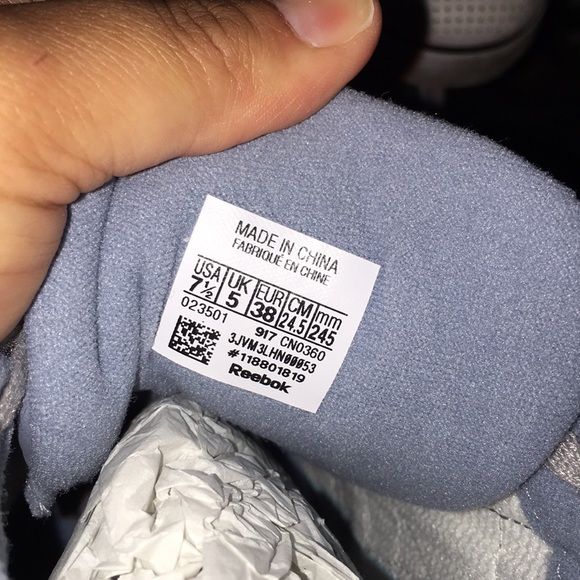 MADE IN CHINA
FABRIQUÉ EN CHINE
USA UK EUR CM mm
7½ 5 38 24.5 245
023501 917 CN0360
3JVM3LHN00053
#118801819
Reebok